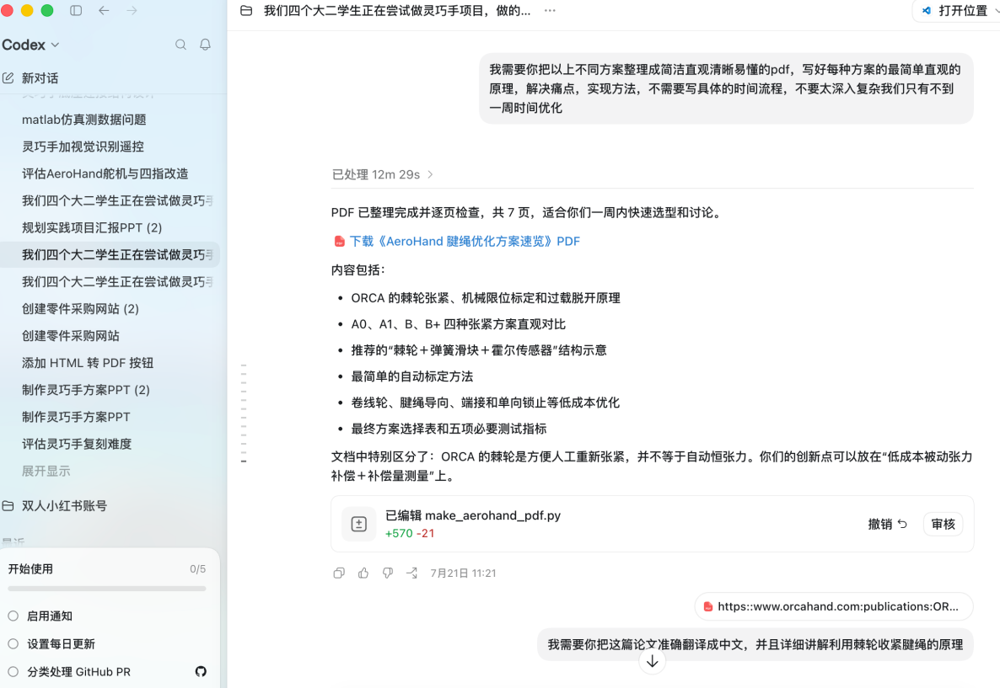 Codex
新对话
matlab仿真测数据问题
灵巧手加视觉识别遥控
评估AeroHand舵机与四指改造
我们四个大二学生正在尝试做灵巧手
规划实践项目汇报PPT (2)
我们四个大二学生正在尝试做灵巧手
我们四个大二学生正在尝试做灵巧手
创建零件采购网站 (2)
创建零件采购网站
添加 HTML 转 PDF 按钮
制作灵巧手方案PPT (2)
制作灵巧手方案PPT
评估灵巧手复刻难度
展开显示
双人小红书账号
最近
开始使用 0/5
启用通知
设置每日更新
分类处理 GitHub PR
我们四个大二学生正在尝试做灵巧手项目，做的... ···
打开位置
我需要你把以上不同方案整理成简洁直观清晰易懂的pdf，写好每种方案的最简单直观的
原理，解决痛点，实现方法，不需要写具体的时间流程，不要太深入复杂我们只有不到
一周时间优化
已处理 12m 29s
PDF 已整理完成并逐页检查，共 7 页，适合你们一周内快速选型和讨论。
下载《AeroHand 腱绳优化方案速览》PDF
内容包括：
• ORCA 的棘轮张紧、机械限位标定和过载脱开原理
• A0、A1、B、B+ 四种张紧方案直观对比
• 推荐的“棘轮＋弹簧滑块＋霍尔传感器”结构示意
• 最简单的自动标定方法
• 卷线轮、腱绳导向、端接和单向锁止等低成本优化
• 最终方案选择表和五项必要测试指标
文档中特别区分了：ORCA 的棘轮是方便人工重新张紧，并不等于自动恒张力。你们的创新点可以放在“低成本被动张力
补偿＋补偿量测量”上。
已编辑 make_aerohand_pdf.py
+570 -21
撤销
审核
7月21日 11:21
https::www.orcahand.com:publications:OR...
我需要你把这篇论文准确翻译成中文，并且详细讲解利用棘轮收紧腱绳的原理